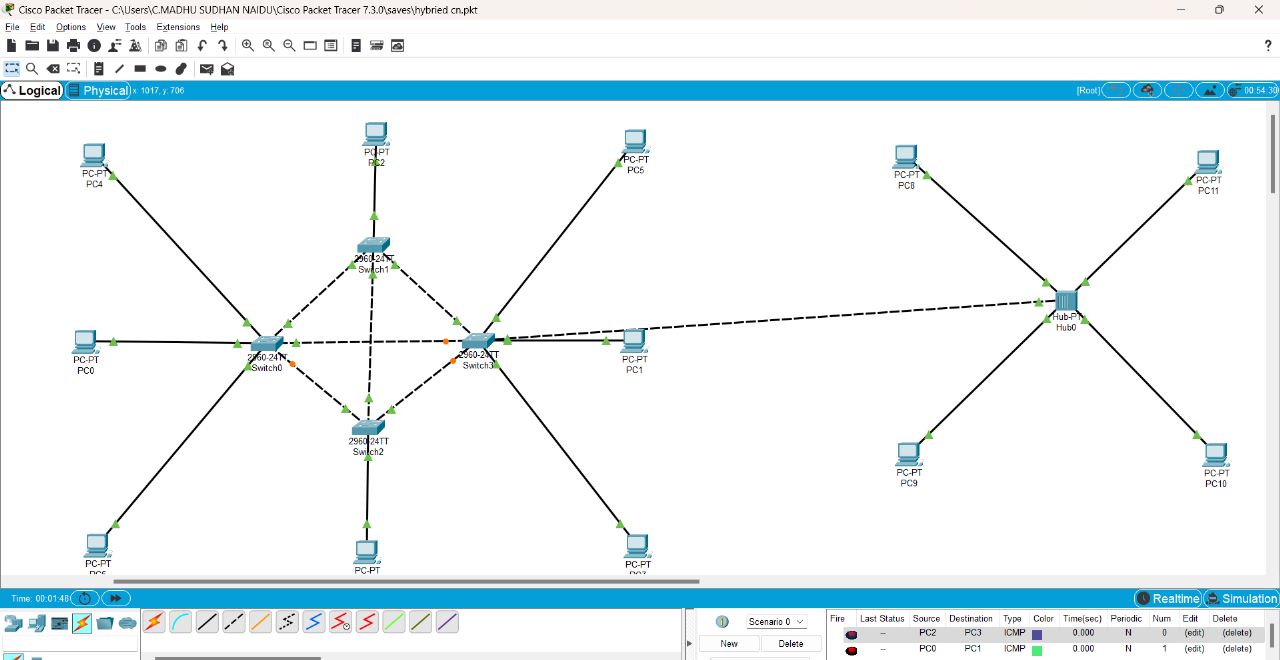 Cisco Packet Tracer - C:\Users\C.MADHU SUDHAN NAIDU\Cisco Packet Tracer 7.3.0\saves\hybried cn.pkt
File Edit Options View Tools Extensions Help
?
Logical Physical x: 1017, y: 706 [Root] 00:54:30
PC-PT
PC4
PC-PT
PC2
PC-PT
PC5
PC-PT
PC8
PC-PT
PC11
2960-24TT
Switch1
PC-PT
PC0
2960-24TT
Switch0
2960-24TT
Switch3
PC-PT
PC1
Hub-PT
Hub0
2960-24TT
Switch2
PC-PT
PC9
PC-PT
PC10
PC-PT
PC-PT
PC-PT
Time: 00:01:48 Realtime Simulation
Scenario 0
New Delete
Fire Last Status Source Destination Type Color Time(sec) Periodic Num Edit Delete
-- PC2 PC3 ICMP 0.000 N 0 (edit) (delete)
-- PC0 PC1 ICMP 0.000 N 1 (edit) (delete)